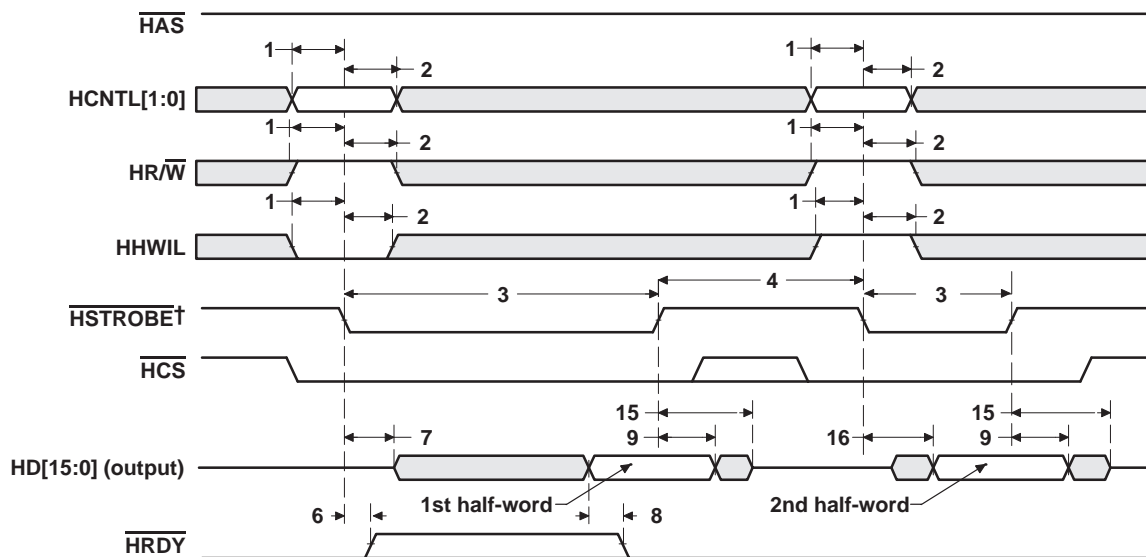 HAS
1 1
2 2
HCNTL[1:0]
1 1
2 2
HR/W
1 1
2 2
HHWIL
4
3 3
HSTROBE†
HCS
15 15
7 9 16 9
HD[15:0] (output)
1st half-word 2nd half-word
6 8
HRDY